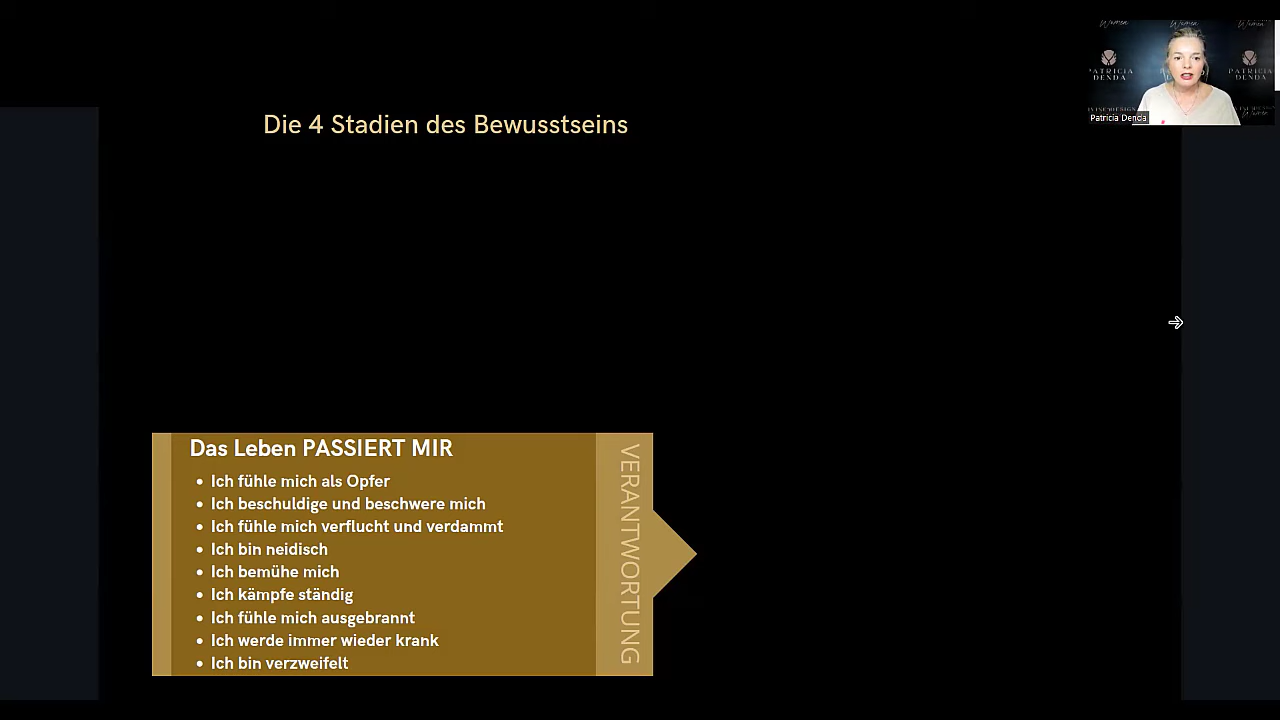 PATRICIA
DENDA
PATRICIA
DENDA
Patricia Denda
Die 4 Stadien des Bewusstseins
Das Leben PASSIERT MIR
• Ich fühle mich als Opfer
• Ich beschuldige und beschwere mich
• Ich fühle mich verflucht und verdammt
• Ich bin neidisch
• Ich bemühe mich
• Ich kämpfe ständig
• Ich fühle mich ausgebrannt
• Ich werde immer wieder krank
• Ich bin verzweifelt
VERANTWORTUNG